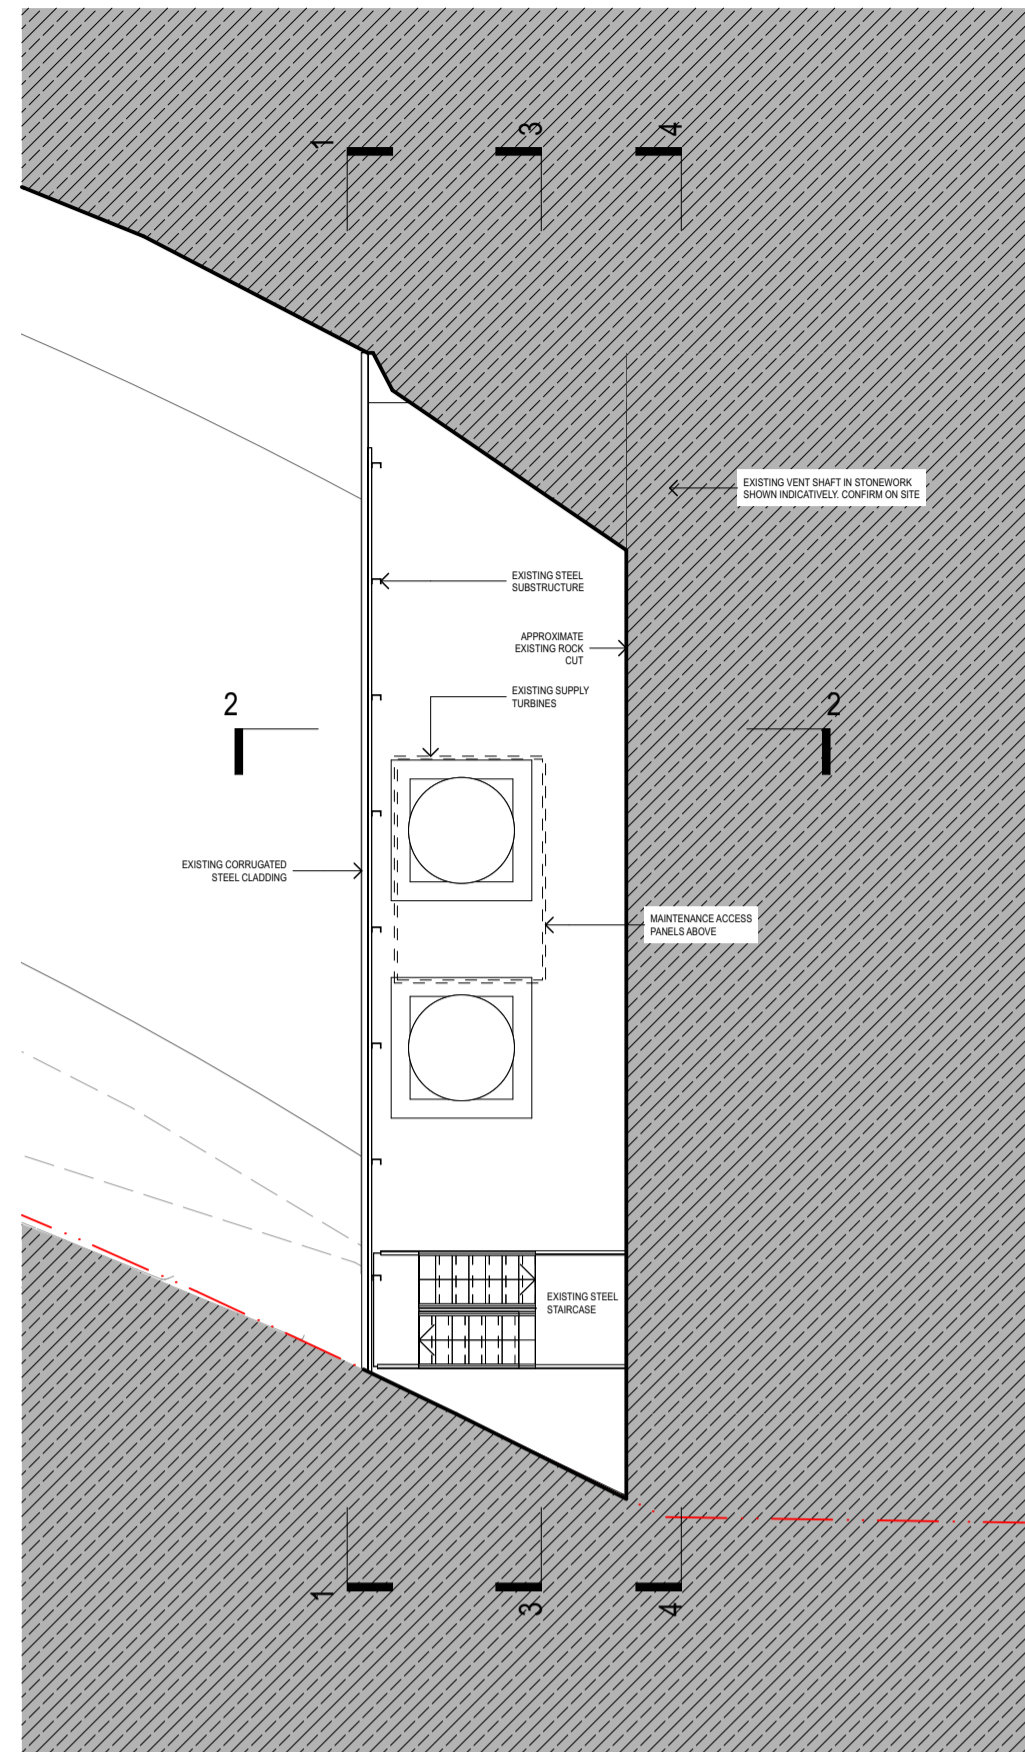 1
3
4
EXISTING VENT SHAFT IN STONEWORK
SHOWN INDICATIVELY. CONFIRM ON SITE
EXISTING STEEL
SUBSTRUCTURE
APPROXIMATE
EXISTING ROCK
CUT
EXISTING SUPPLY
TURBINES
2
2
EXISTING CORRUGATED
STEEL CLADDING
MAINTENANCE ACCESS
PANELS ABOVE
EXISTING STEEL
STAIRCASE
1
3
4